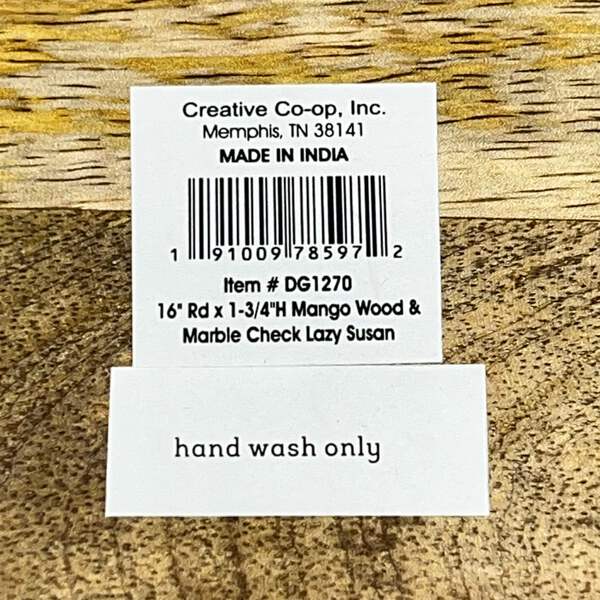 Creative Co-op, Inc.
Memphis, TN 38141
MADE IN INDIA
1 91009 78597 2
Item # DG1270
16" Rd x 1-3/4"H Mango Wood &
Marble Check Lazy Susan
hand wash only